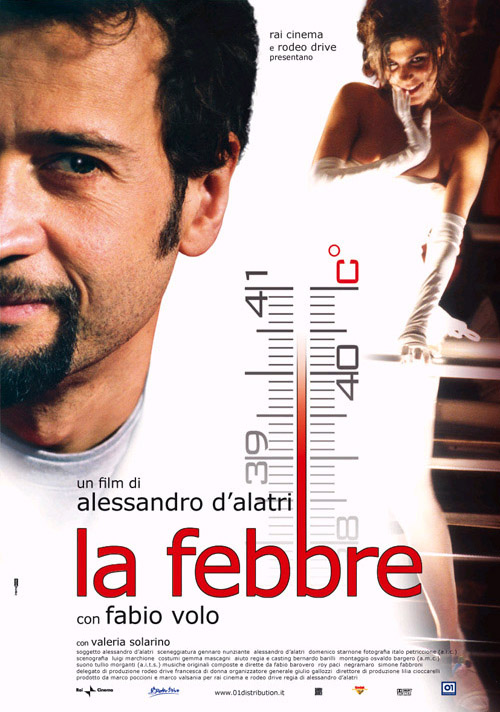 rai cinema
e rodeo drive
presentano
C°
41
40
39
38
un film di
alessandro d'alatri
la febbre
con fabio volo
con valeria solarino
soggetto alessandro d'alatri sceneggiatura gennaro nunziante alessandro d'alatri domenico starnone fotografia italo petriccione (a.i.c.)
scenografia luigi marchione costumi gemma mascagni aiuto regia e casting bernardo barilli montaggio osvaldo bargero (a.m.c.)
suono tullio morganti (a.i.t.s.) musiche originali composte e dirette da fabio barovero roy paci negramaro simone fabbroni
delegato di produzione rodeo drive francesca di donna organizzatore generale giulio gallozzi direttore di produzione lilia cioccarelli
prodotto da marco poccioni e marco valsania per rai cinema e rodeo drive regia di alessandro d'alatri
Rai Cinema
Rodeo Drive
www.01distribution.it
01